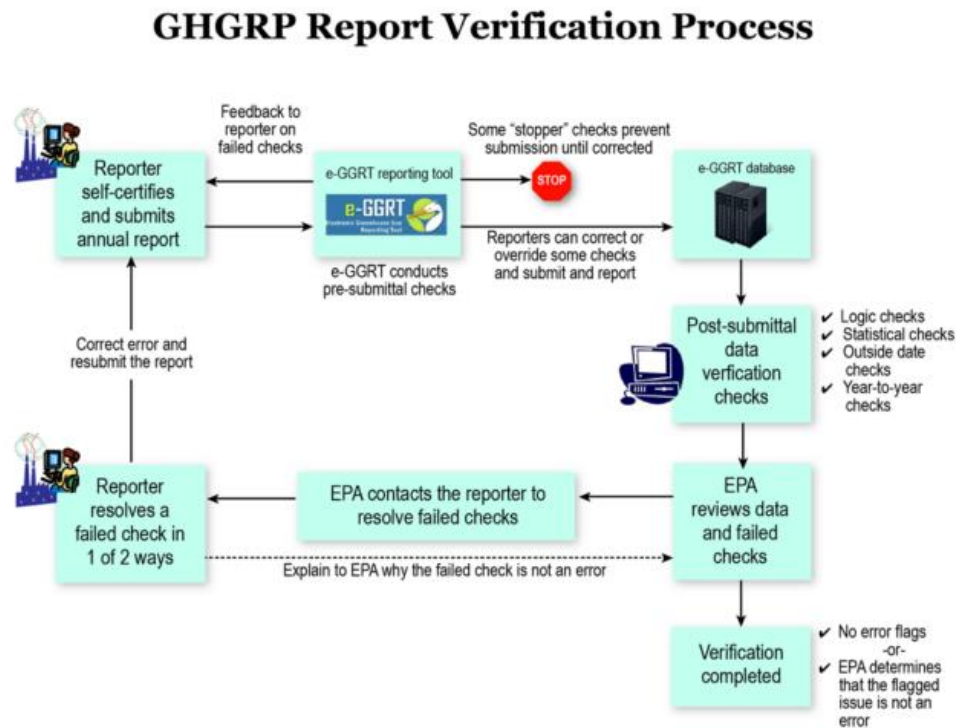 GHGRP Report Verification Process
Feedback to
reporter on
failed checks
Some “stopper” checks prevent
submission until corrected
Reporter
self-certifies
and submits
annual report
e-GGRT reporting tool
e-GGRT
Electronic Greenhouse Gas
Reporting Tool
STOP
e-GGRT database
e-GGRT conducts
pre-submittal checks
Reporters can correct or
override some checks
and submit and report
Correct error and
resubmit the report
Post-submittal
data
verfication
checks
✔ Logic checks
✔ Statistical checks
✔ Outside date
checks
✔ Year-to-year
checks
Reporter
resolves a
failed check in
1 of 2 ways
EPA contacts the reporter to
resolve failed checks
EPA
reviews data
and failed
checks
Explain to EPA why the failed check is not an error
Verification
completed
✔ No error flags
-or-
✔ EPA determines
that the flagged
issue is not an
error